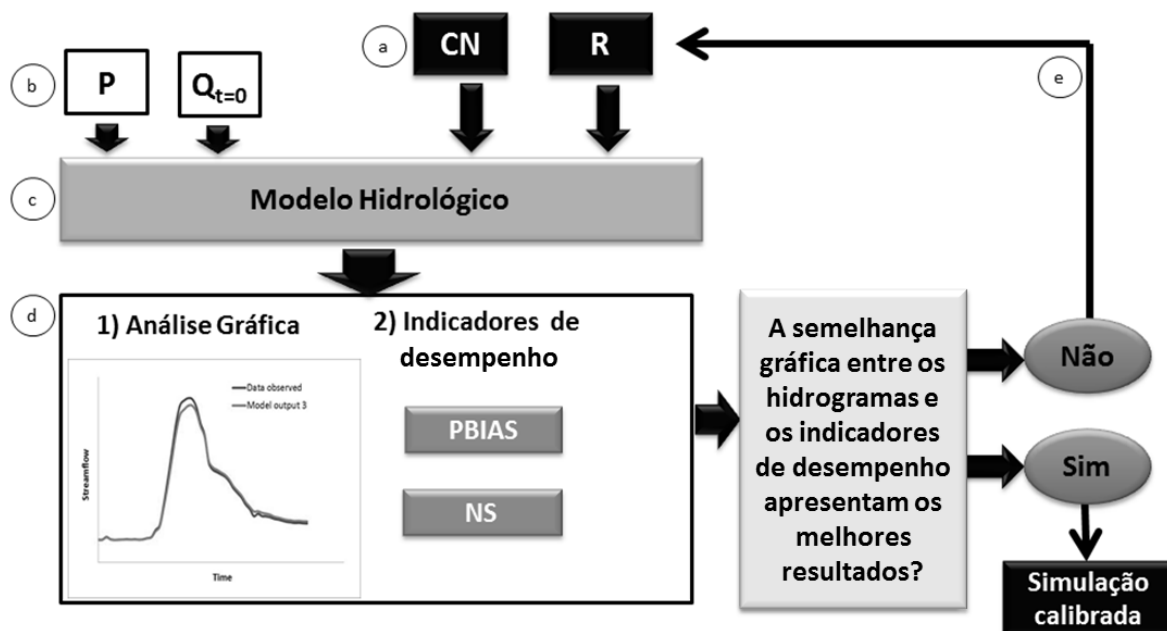 a
CN
R
b
P
Qt=0
e
c
Modelo Hidrológico
d
1) Análise Gráfica
Data observed
Model output 3
Streamflow
Time
2) Indicadores de
desempenho
PBIAS
NS
A semelhança
gráfica entre os
hidrogramas e
os indicadores
de desempenho
apresentam os
melhores
resultados?
Não
Sim
Simulação
calibrada